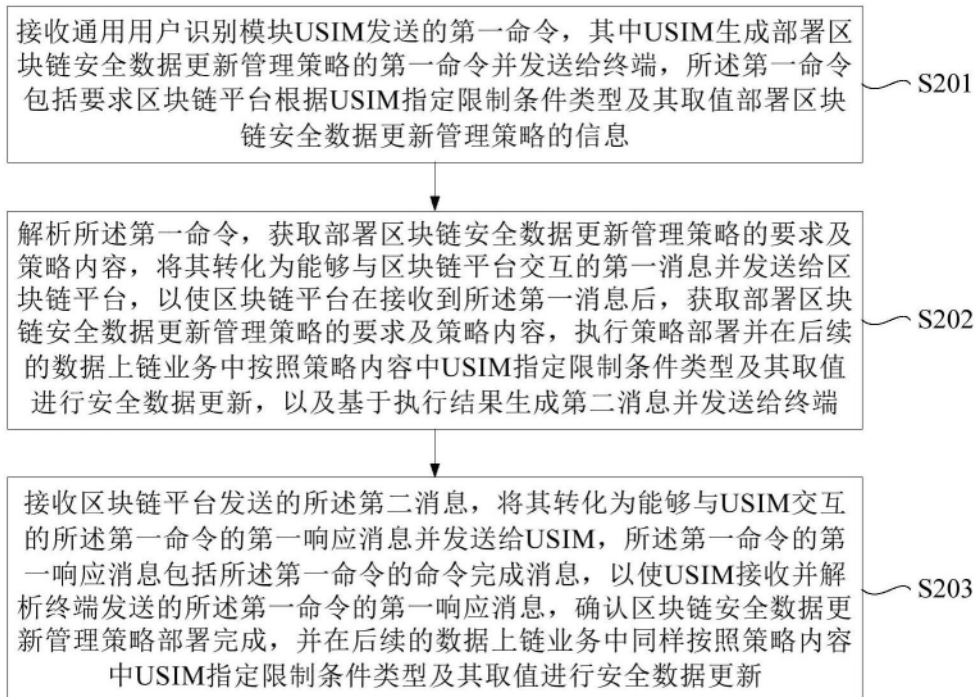 接收通用用户识别模块USIM发送的第一命令，其中USIM生成部署区
块链安全数据更新管理策略的第一命令并发送给终端，所述第一命令
包括要求区块链平台根据USIM指定限制条件类型及其取值部署区块
链安全数据更新管理策略的信息
S201
解析所述第一命令，获取部署区块链安全数据更新管理策略的要求及
策略内容，将其转化为能够与区块链平台交互的第一消息并发送给区
块链平台，以使区块链平台在接收到所述第一消息后，获取部署区块
链安全数据更新管理策略的要求及策略内容，执行策略部署并在后续
的数据上链业务中按照策略内容中USIM指定限制条件类型及其取值
进行安全数据更新，以及基于执行结果生成第二消息并发送给终端
S202
接收区块链平台发送的所述第二消息，将其转化为能够与USIM交互
的所述第一命令的第一响应消息并发送给USIM，所述第一命令的第
一响应消息包括所述第一命令的命令完成消息，以使USIM接收并解
析终端发送的所述第一命令的第一响应消息，确认区块链安全数据更
新管理策略部署完成，并在后续的数据上链业务中同样按照策略内容
中USIM指定限制条件类型及其取值进行安全数据更新
S203